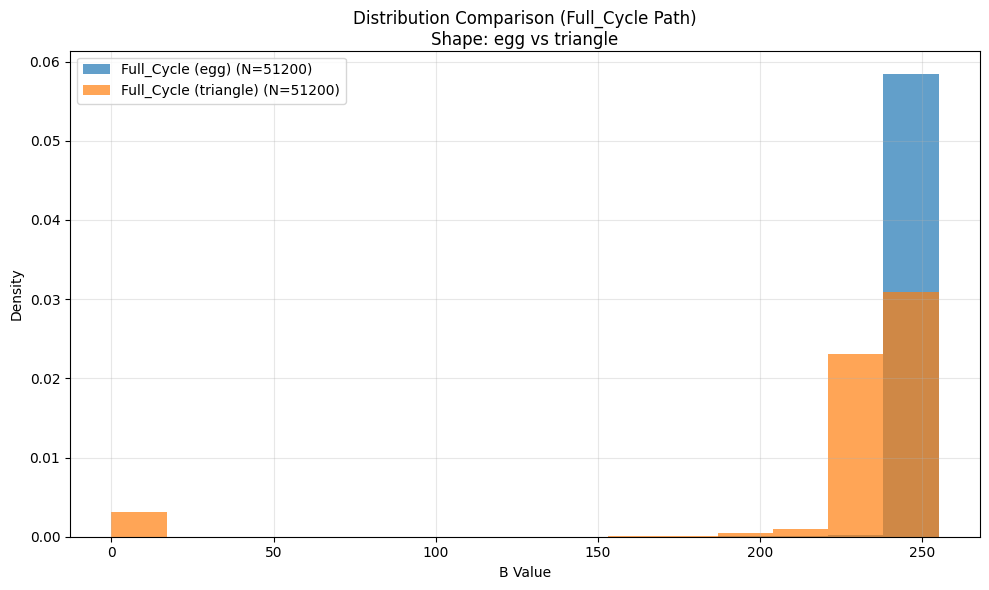 Distribution Comparison (Full_Cycle Path)
Shape: egg vs triangle
Full_Cycle (egg) (N=51200)
Full_Cycle (triangle) (N=51200)
0.06
0.05
0.04
0.03
0.02
0.01
0.00
Density
0 50 100 150 200 250
B Value